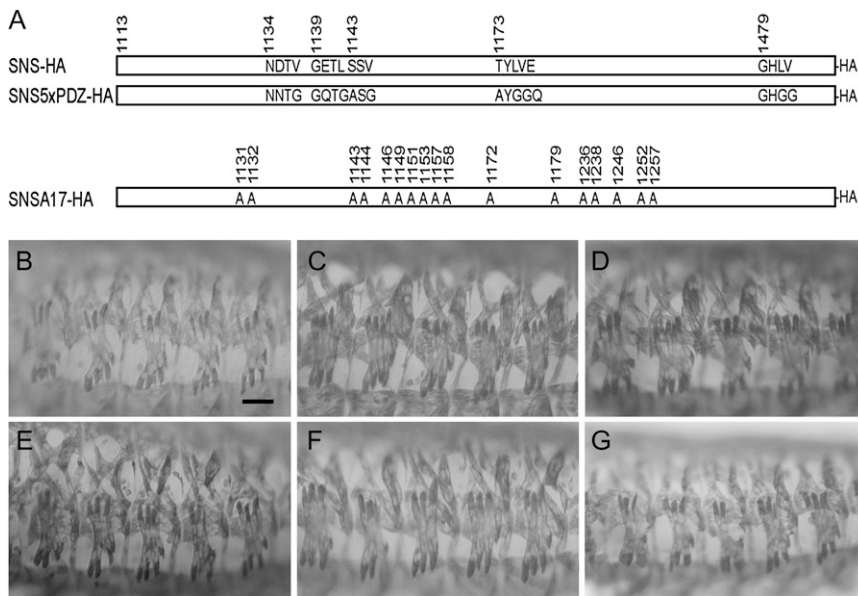 A
1113
1134
1139
1143
1173
1479
SNS-HA NDTV GETL SSV TYLVE GHLV -HA
SNS5xPDZ-HA NNTG GQTGASG AYGGQ GHGG -HA
1131
1132
1143
1144
1146
1149
1151
1153
1157
1158
1172
1179
1236
1238
1246
1252
1257
SNSA17-HA A A A A A A A A A A A A A A A A A -HA
B
C
D
E
F
G